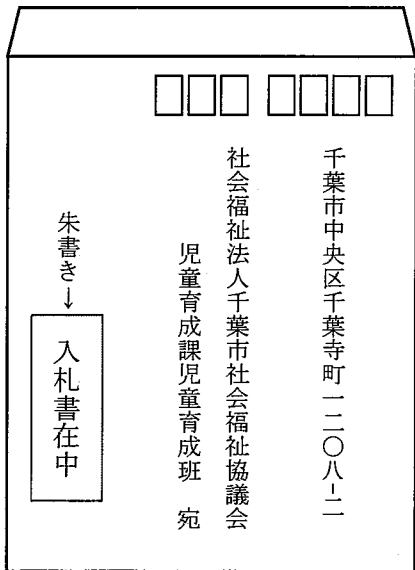 千葉市中央区千葉寺町一二〇八-二
社会福祉法人千葉市社会福祉協議会
児童育成課児童育成班　宛
朱書き→
入札書在中